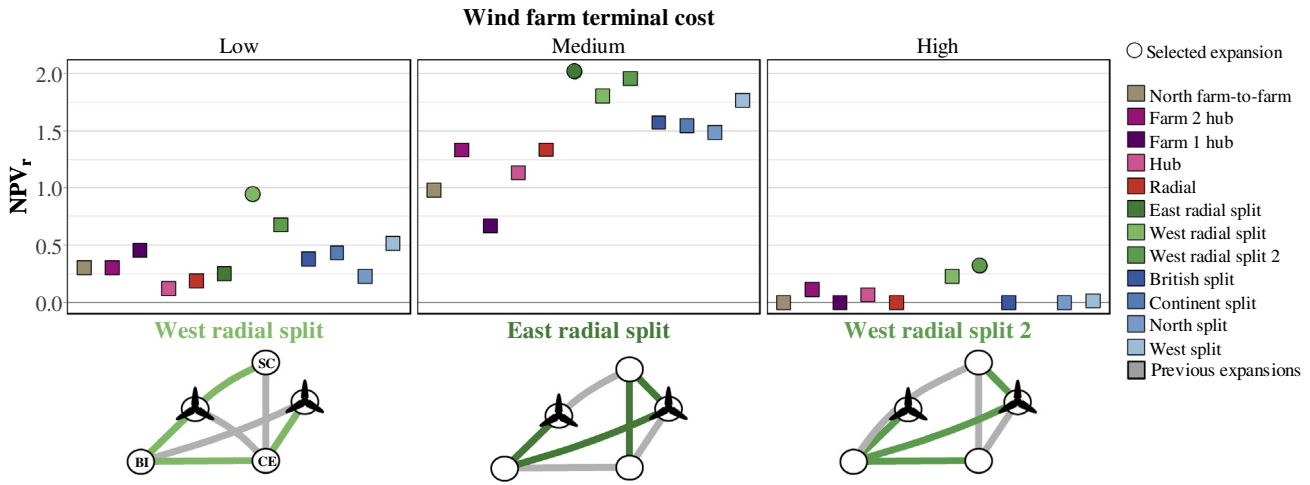 Wind farm terminal cost
Low
Medium
High
NPVr
2.0
1.5
1.0
0.5
0.0
Selected expansion
North farm-to-farm
Farm 2 hub
Farm 1 hub
Hub
Radial
East radial split
West radial split
West radial split 2
British split
Continent split
North split
West split
Previous expansions
West radial split
East radial split
West radial split 2
SC
BI
CE